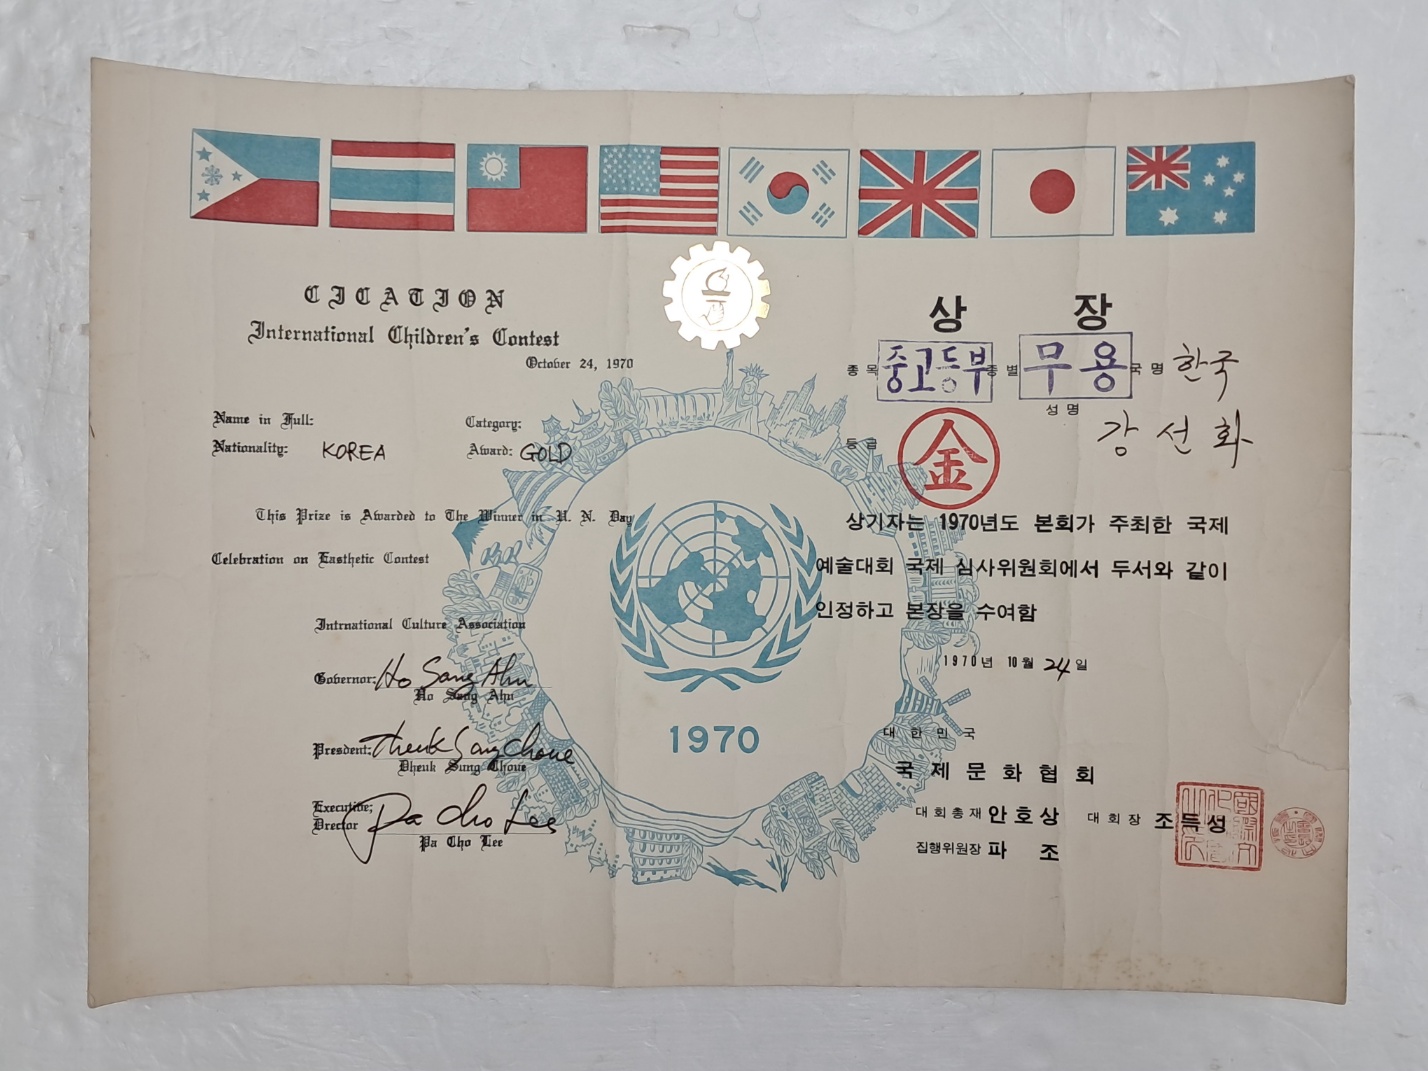 CICATION
International Children's Contest
October 24, 1970
Name in Full:
Category:
Nationality: KOREA
Award: GOLD
This Prize is Awarded to The Winner in U. N. Day
Celebration on Easthetic Contest
Intrnational Culture Association
Governor: Ho Sang Ahn
Ho Sang Ahn
Presdent:
Dheuk Sung Choue
Executibe;
Drector
Pa Cho Lee
Pa Cho Lee
1970
상 장
종목 중고등부 종별 무용 국명 한국
성명
강선화
등급 金
상기자는 1970년도 본회가 주최한 국제
예술대회 국제 심사위원회에서 두서와 같이
인정하고 본장을 수여함
1970년 10월 24일
대한민국
국제문화협회
대회총재 안호상 대회장 조득성
집행위원장 파 조